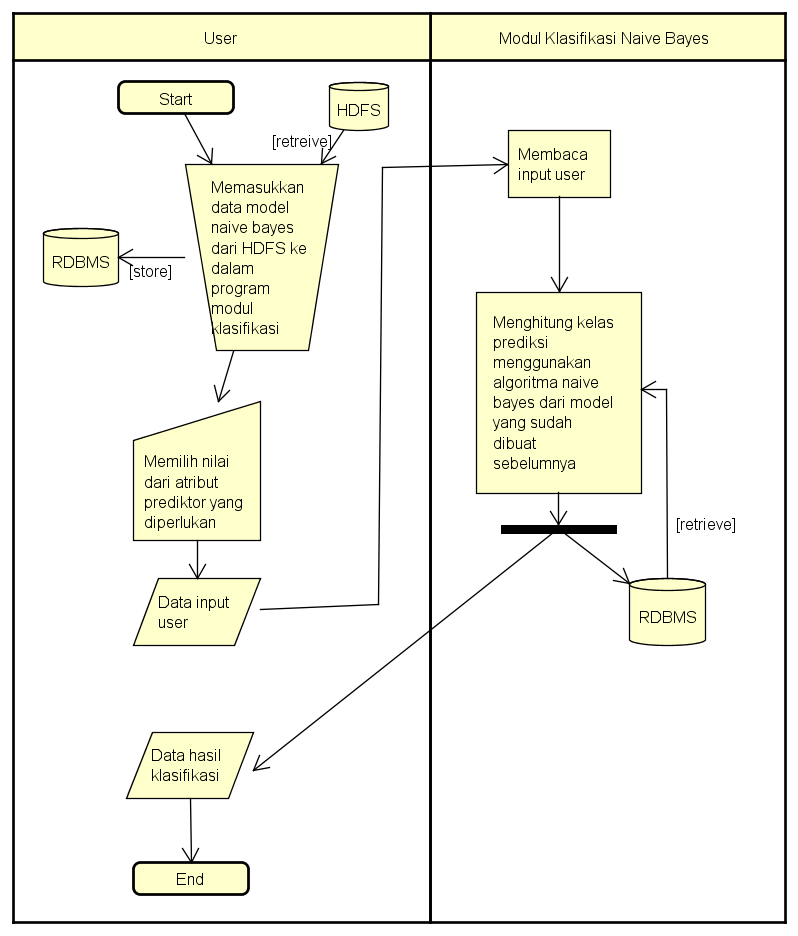 User
Modul Klasifikasi Naive Bayes
Start
HDFS
[retreive]
Memasukkan
data model
naive bayes
dari HDFS ke
dalam
program
modul
klasifikasi
RDBMS
[store]
Memilih nilai
dari atribut
prediktor yang
diperlukan
Data input
user
Membaca
input user
Menghitung kelas
prediksi
menggunakan
algoritma naive
bayes dari model
yang sudah
dibuat
sebelumnya
[retrieve]
RDBMS
Data hasil
klasifikasi
End